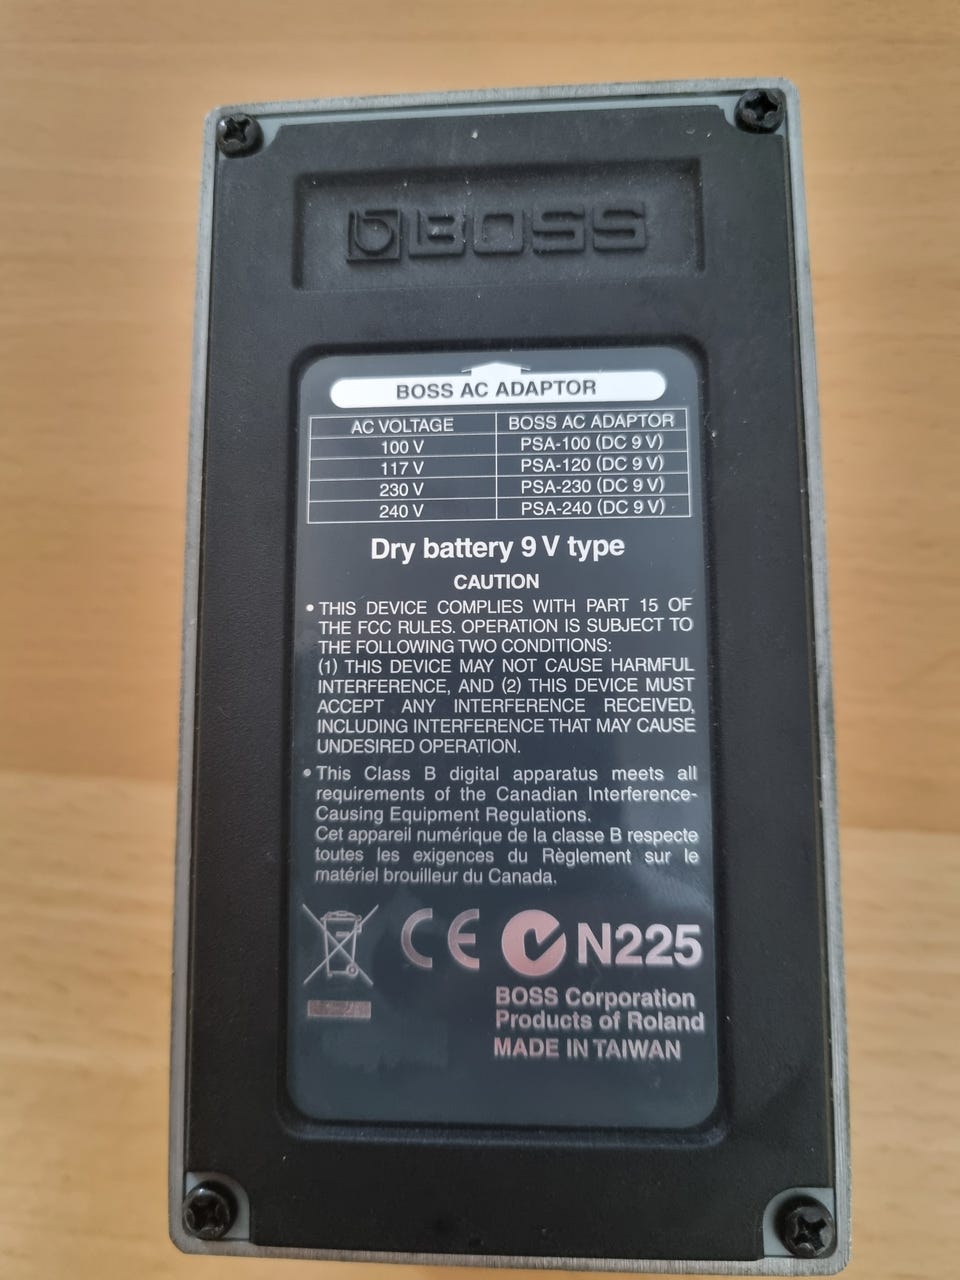 BOSS
BOSS AC ADAPTOR
AC VOLTAGE BOSS AC ADAPTOR
100 V PSA-100 (DC 9 V)
117 V PSA-120 (DC 9 V)
230 V PSA-230 (DC 9 V)
240 V PSA-240 (DC 9 V)
Dry battery 9 V type
CAUTION
• THIS DEVICE COMPLIES WITH PART 15 OF
THE FCC RULES. OPERATION IS SUBJECT TO
THE FOLLOWING TWO CONDITIONS:
(1) THIS DEVICE MAY NOT CAUSE HARMFUL
INTERFERENCE, AND (2) THIS DEVICE MUST
ACCEPT ANY INTERFERENCE RECEIVED,
INCLUDING INTERFERENCE THAT MAY CAUSE
UNDESIRED OPERATION.
• This Class B digital apparatus meets all
requirements of the Canadian Interference-
Causing Equipment Regulations.
Cet appareil numérique de la classe B respecte
toutes les exigences du Règlement sur le
matériel brouilleur du Canada.
CE N225
BOSS Corporation
Products of Roland
MADE IN TAIWAN